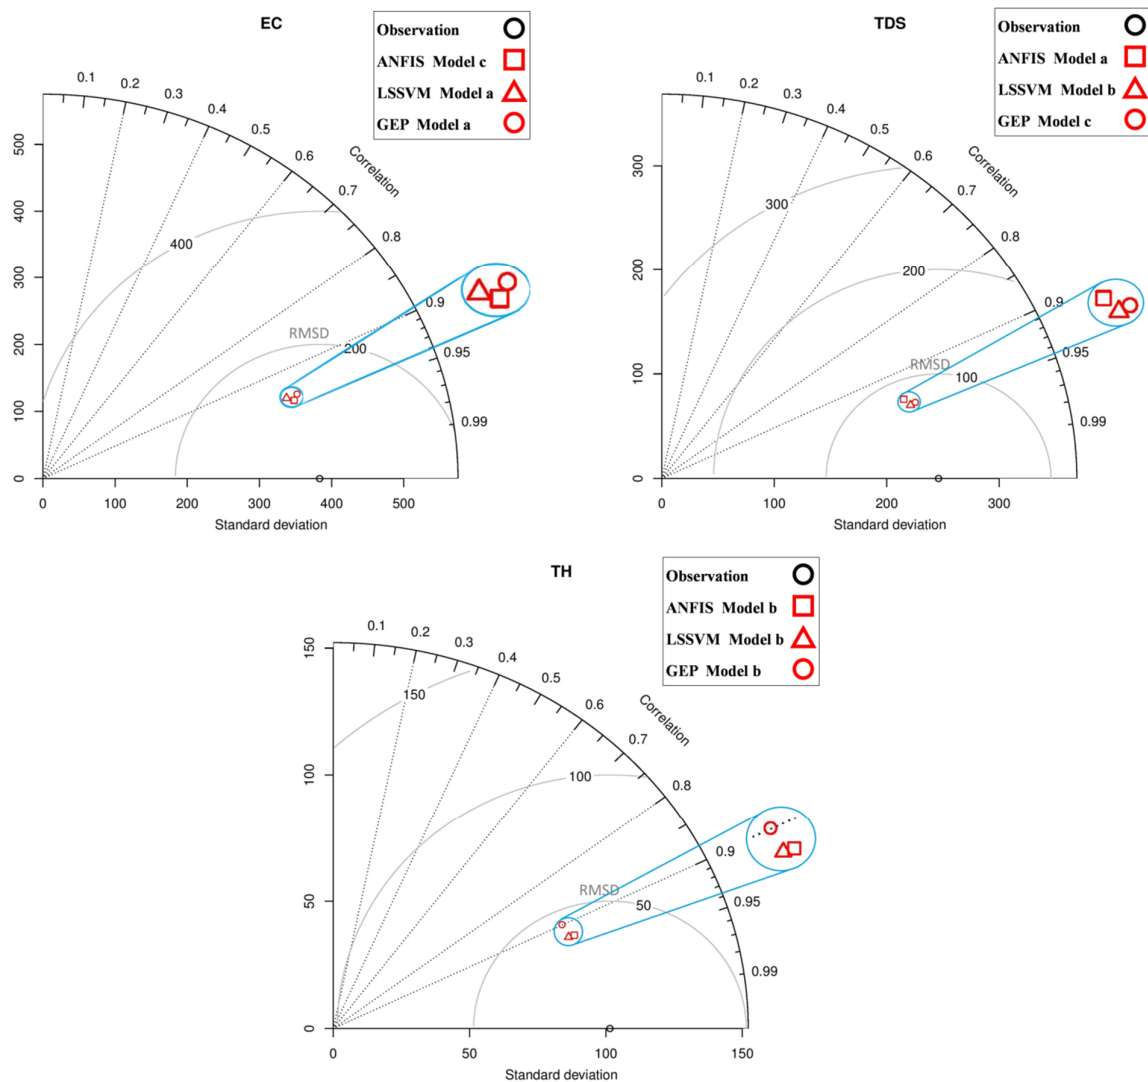 EC
Observation
ANFIS Model c
LSSVM Model a
GEP Model a
0.1
0.2
0.3
0.4
0.5
0.6
0.7
0.8
0.9
0.95
0.99
Correlation
500
400
300
200
100
0
400
RMSD
200
0
100
200
300
400
500
Standard deviation
TDS
Observation
ANFIS Model a
LSSVM Model b
GEP Model c
0.1
0.2
0.3
0.4
0.5
0.6
0.7
0.8
0.9
0.95
0.99
Correlation
300
200
100
0
300
200
RMSD
100
0
100
200
300
Standard deviation
TH
Observation
ANFIS Model b
LSSVM Model b
GEP Model b
0.1
0.2
0.3
0.4
0.5
0.6
0.7
0.8
0.9
0.95
0.99
Correlation
150
100
50
0
150
100
RMSD
50
0
50
100
150
Standard deviation